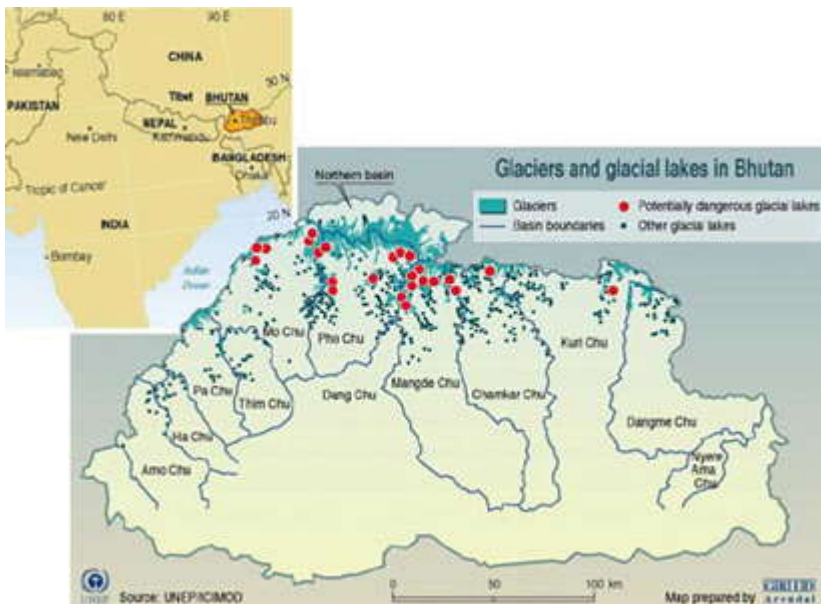 80 E
90 E
CHINA
Islamabad
30 N
Tibet
BHUTAN
PAKISTAN
Thimbu
NEPAL
New Delhi
Kathmandu
BANGLADESH
Dhaka
Tropic of Cancer
20 N
INDIA
Bombay
Indian
Ocean
Glaciers and glacial lakes in Bhutan
Northern basin
Glaciers
Potentially dangerous glacial lakes
Basin boundaries
Other glacial lakes
Mo Chu
Pho Chu
Kuri Chu
Pa Chu
Mangde Chu
Thim Chu
Dang Chu
Chamkar Chu
Ha Chu
Dangme Chu
Amo Chu
Nyere
Ama
Chu
UNEP
Source: UNEP/ICIMOD
0
50
100 km
Map prepared by
GRID
Arendal